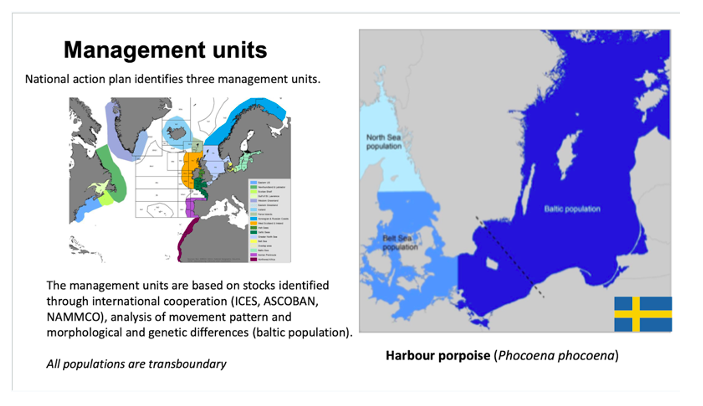 Management units
National action plan identifies three management units.
North Sea
population
Belt Sea
population
Baltic population
The management units are based on stocks identified
through international cooperation (ICES, ASCOBAN,
NAMMCO), analysis of movement pattern and
morphological and genetic differences (baltic population).
All populations are transboundary
Harbour porpoise (Phocoena phocoena)